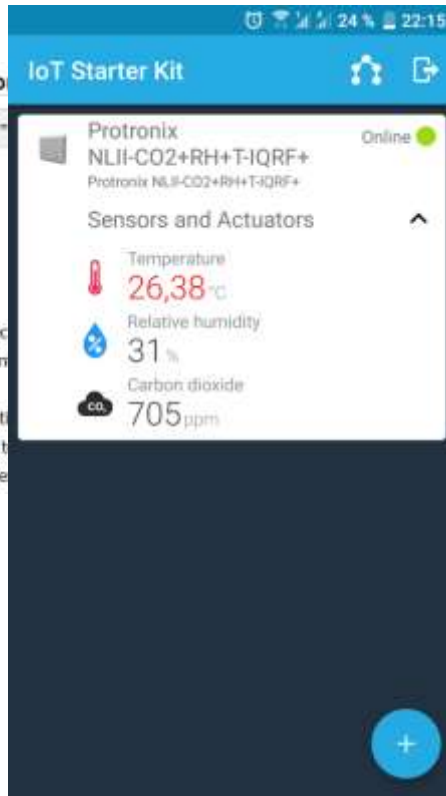 24 % 22:15
IoT Starter Kit
Protronix
NLII-CO2+RH+T-IQRF+
Online
Protronix NLII-CO2+RH+T-IQRF+
Sensors and Actuators
Temperature
26,38 °C
Relative humidity
%
31 %
Carbon dioxide
CO₂
705 ppm
+